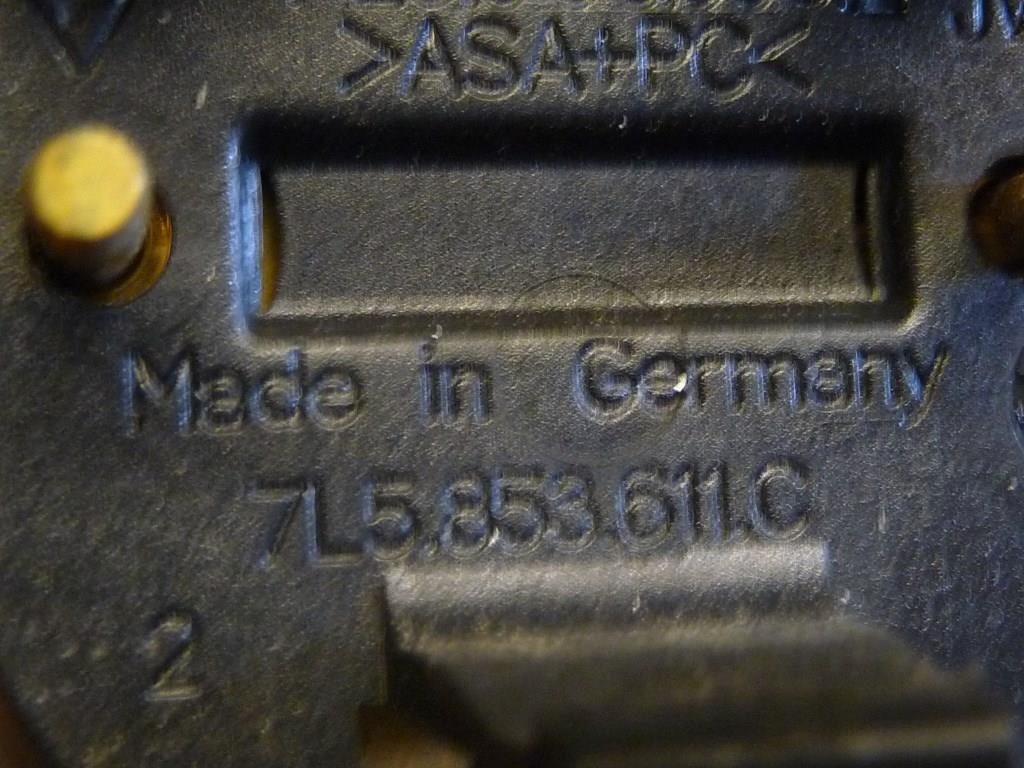 >ASA+PC<
Made in Germany
7L5.853.611.C
2